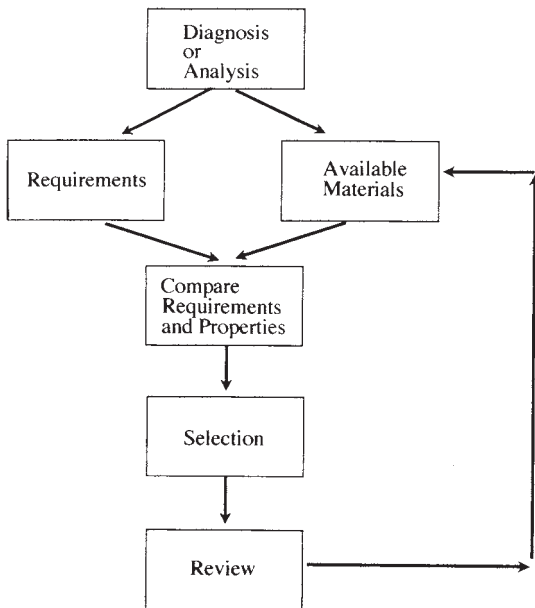 Diagnosis
or
Analysis
Requirements
Available
Materials
Compare
Requirements
and Properties
Selection
Review